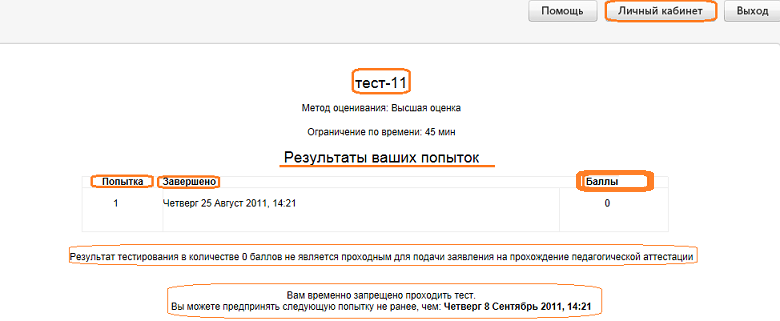 Помощь Личный кабинет Выход
тест-11
Метод оценивания: Высшая оценка
Ограничение по времени: 45 мин
Результаты ваших попыток
Попытка Завершено Баллы
1 Четверг 25 Август 2011, 14:21 0
Результат тестирования в количестве 0 баллов не является проходным для подачи заявления на прохождение педагогической аттестации
Вам временно запрещено проходить тест.
Вы можете предпринять следующую попытку не ранее, чем: Четверг 8 Сентябрь 2011, 14:21